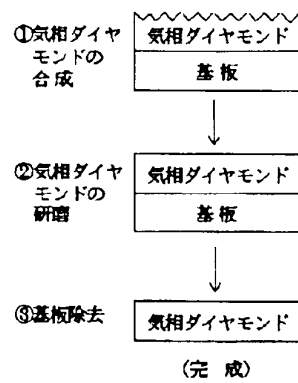 ①気相ダイヤ
モンドの
合成
気相ダイヤモンド
基板
②気相ダイヤ
モンドの
研磨
気相ダイヤモンド
基板
③基板除去
気相ダイヤモンド
(完成)